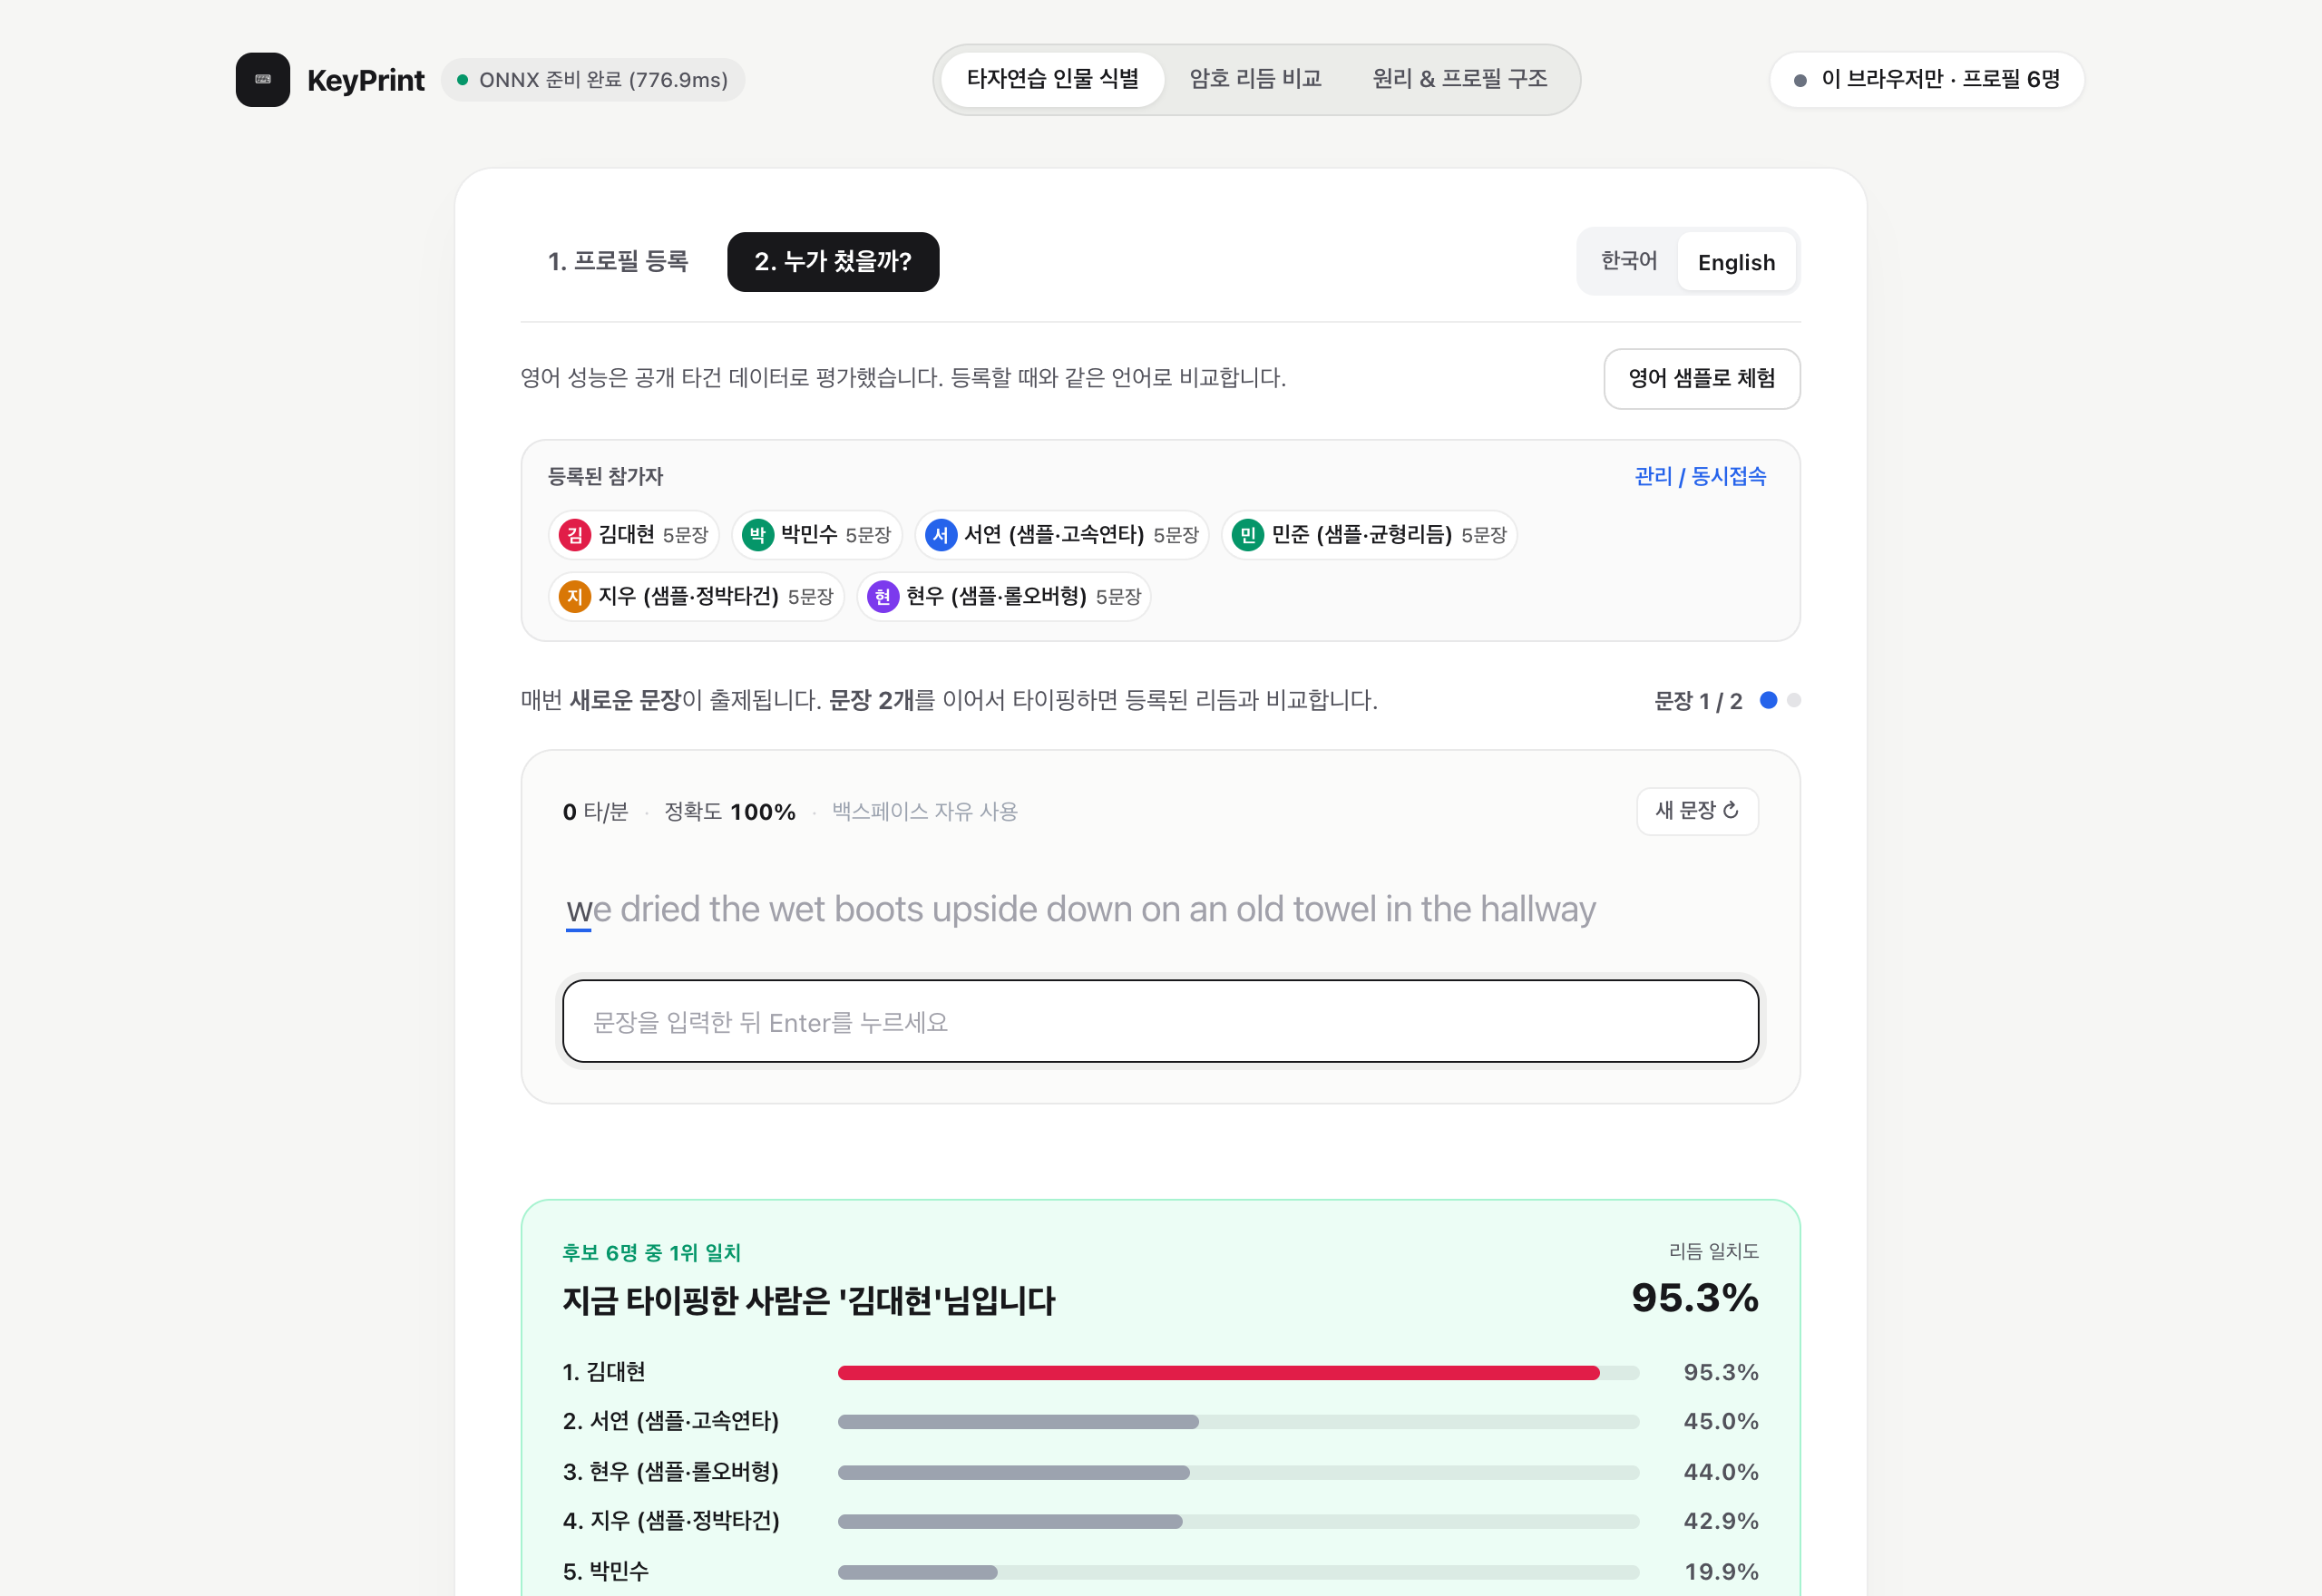 KeyPrint
ONNX 준비 완료 (776.9ms)
타자연습 인물 식별
암호 리듬 비교
원리 & 프로필 구조
이 브라우저만 · 프로필 6명
1. 프로필 등록
2. 누가 쳤을까?
한국어
English
영어 성능은 공개 타건 데이터로 평가했습니다. 등록할 때와 같은 언어로 비교합니다.
영어 샘플로 체험
등록된 참가자
관리 / 동시접속
김 김대현 5문장
박 박민수 5문장
서 서연 (샘플·고속연타) 5문장
민 민준 (샘플·균형리듬) 5문장
지 지우 (샘플·정박타건) 5문장
현 현우 (샘플·롤오버형) 5문장
매번 새로운 문장이 출제됩니다. 문장 2개를 이어서 타이핑하면 등록된 리듬과 비교합니다.
문장 1 / 2
0 타/분 · 정확도 100% · 백스페이스 자유 사용
새 문장 ↻
we dried the wet boots upside down on an old towel in the hallway
문장을 입력한 뒤 Enter를 누르세요
후보 6명 중 1위 일치
리듬 일치도
지금 타이핑한 사람은 '김대현'님입니다
95.3%
1. 김대현 95.3%
2. 서연 (샘플·고속연타) 45.0%
3. 현우 (샘플·롤오버형) 44.0%
4. 지우 (샘플·정박타건) 42.9%
5. 박민수 19.9%